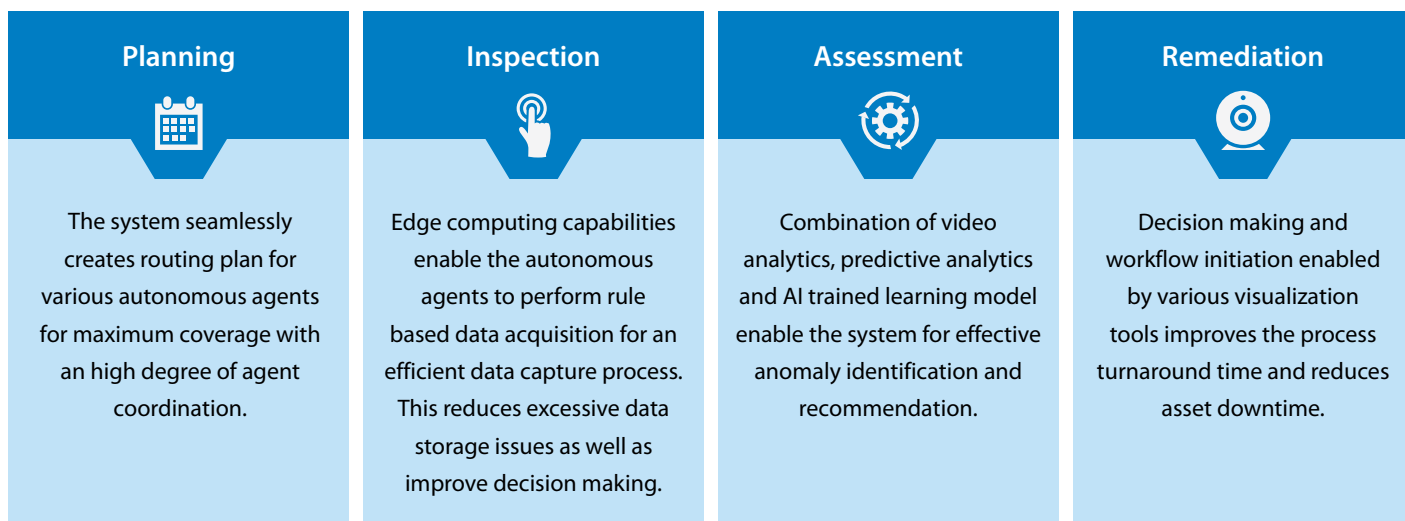 Planning
The system seamlessly
creates routing plan for
various autonomous agents
for maximum coverage with
an high degree of agent
coordination.
Inspection
Edge computing capabilities
enable the autonomous
agents to perform rule
based data acquisition for an
efficient data capture process.
This reduces excessive data
storage issues as well as
improve decision making.
Assessment
Combination of video
analytics, predictive analytics
and AI trained learning model
enable the system for effective
anomaly identification and
recommendation.
Remediation
Decision making and
workflow initiation enabled
by various visualization
tools improves the process
turnaround time and reduces
asset downtime.